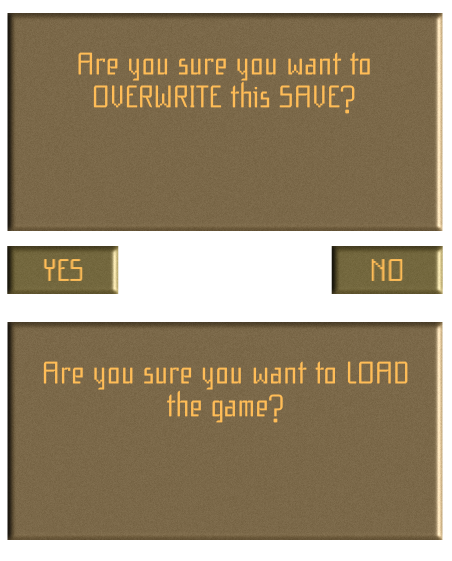 Are you sure you want to
OVERWRITE this SAVE?
YES
NO
Are you sure you want to LOAD
the game?